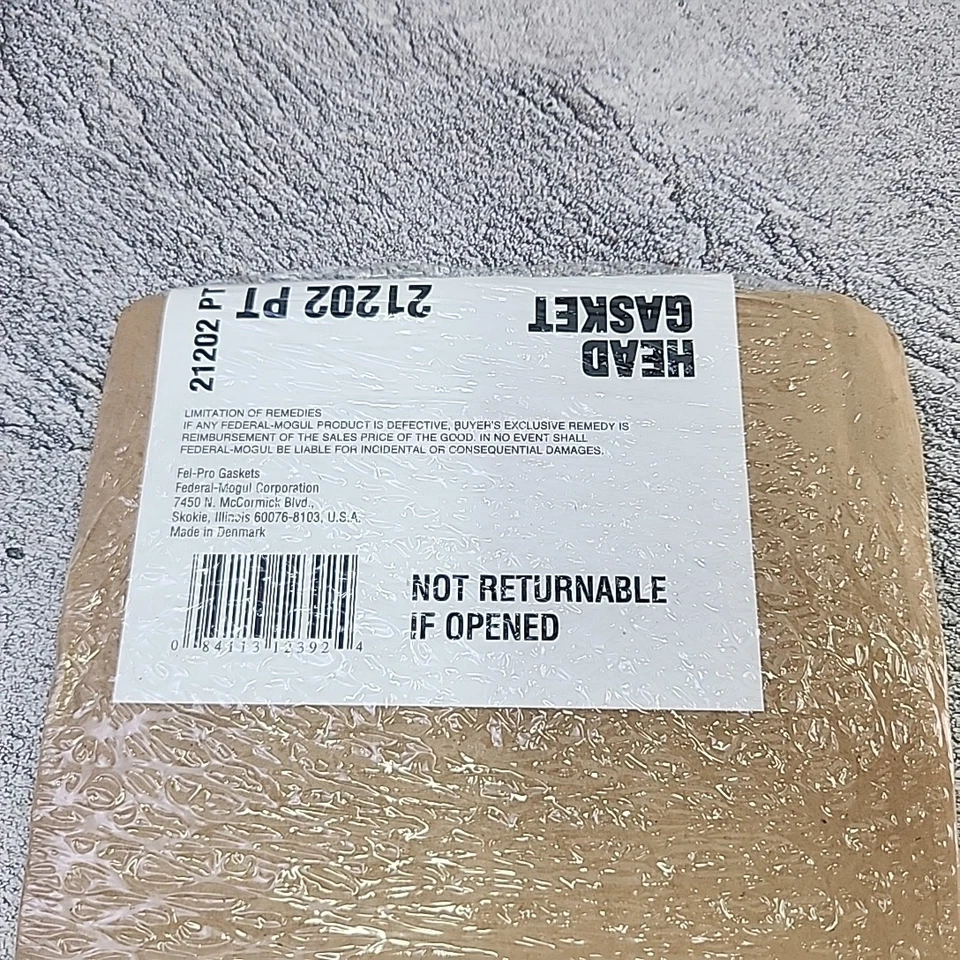 21202 PT
21202 PT
HEAD
GASKET
LIMITATION OF REMEDIES
IF ANY FEDERAL-MOGUL PRODUCT IS DEFECTIVE, BUYER'S EXCLUSIVE REMEDY IS
REIMBURSEMENT OF THE SALES PRICE OF THE GOOD. IN NO EVENT SHALL
FEDERAL-MOGUL BE LIABLE FOR INCIDENTAL OR CONSEQUENTIAL DAMAGES.
Fel-Pro Gaskets
Federal-Mogul Corporation
7450 N. McCormick Blvd.,
Skokie, Illinois 60076-8103, U.S.A.
Made in Denmark
0 84113 12392 4
NOT RETURNABLE
IF OPENED